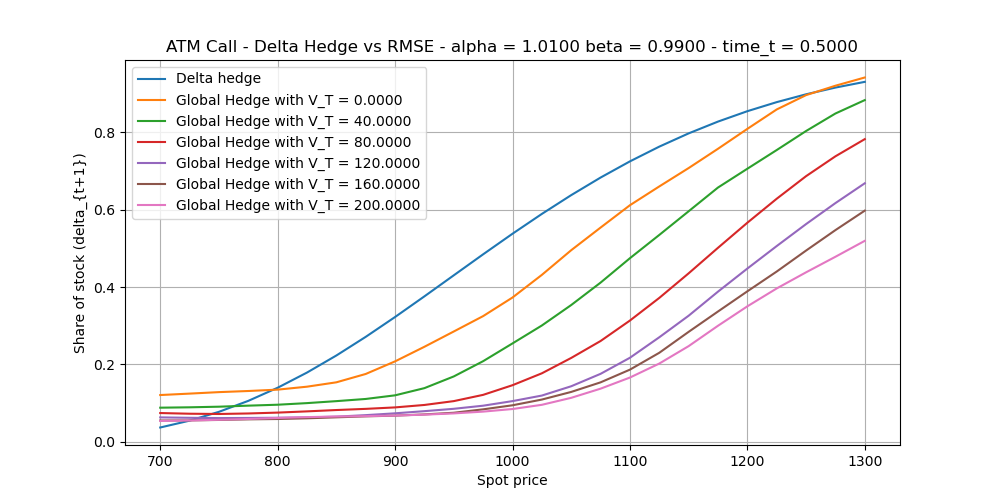 ATM Call - Delta Hedge vs RMSE - alpha = 1.0100 beta = 0.9900 - time_t = 0.5000
Delta hedge
Global Hedge with V_T = 0.0000
Global Hedge with V_T = 40.0000
Global Hedge with V_T = 80.0000
Global Hedge with V_T = 120.0000
Global Hedge with V_T = 160.0000
Global Hedge with V_T = 200.0000
Share of stock (delta_{t+1})
0.8
0.6
0.4
0.2
0.0
700 800 900 1000 1100 1200 1300
Spot price